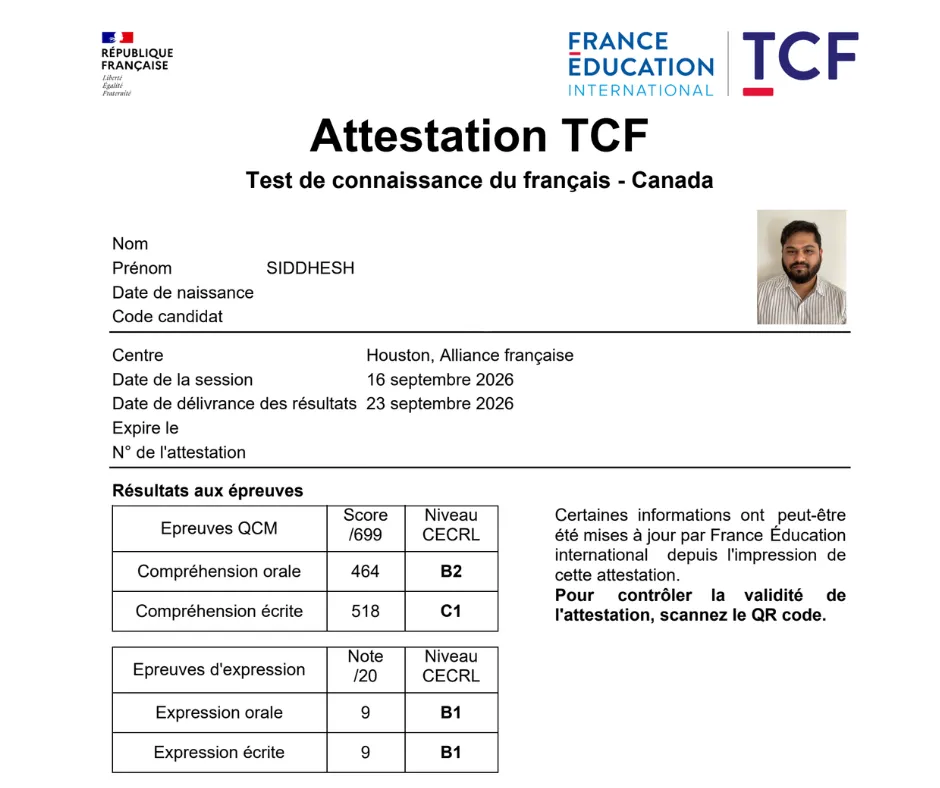 RÉPUBLIQUE
FRANÇAISE
Liberté
Égalité
Fraternité
FRANCE
ÉDUCATION
INTERNATIONAL
TCF
Attestation TCF
Test de connaissance du français - Canada
Nom
Prénom SIDDHESH
Date de naissance
Code candidat
Centre Houston, Alliance française
Date de la session 16 septembre 2026
Date de délivrance des résultats 23 septembre 2026
Expire le
N° de l'attestation
Résultats aux épreuves
Epreuves QCM Score /699 Niveau CECRL
Compréhension orale 464 B2
Compréhension écrite 518 C1
Epreuves d'expression Note /20 Niveau CECRL
Expression orale 9 B1
Expression écrite 9 B1
Certaines informations ont peut-être
été mises à jour par France Éducation
international depuis l'impression de
cette attestation.
Pour contrôler la validité de
l'attestation, scannez le QR code.